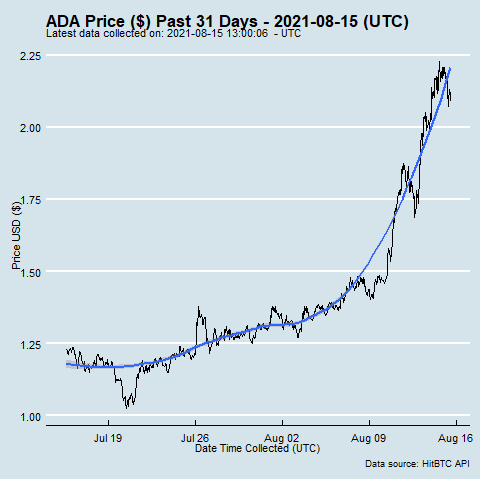 ADA Price ($) Past 31 Days - 2021-08-15 (UTC)
Latest data collected on: 2021-08-15 13:00:06 - UTC
Price USD ($)
2.25
2.00
1.75
1.50
1.25
1.00
Jul 19 Jul 26 Aug 02 Aug 09 Aug 16
Date Time Collected (UTC)
Data source: HitBTC API